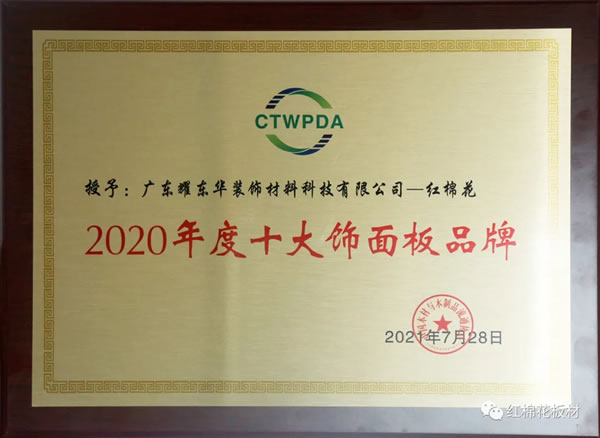 CTWPDA
授予：广东耀东华装饰材料科技有限公司—红棉花
2020年度十大饰面板品牌
2021年7月28日
红棉花板材